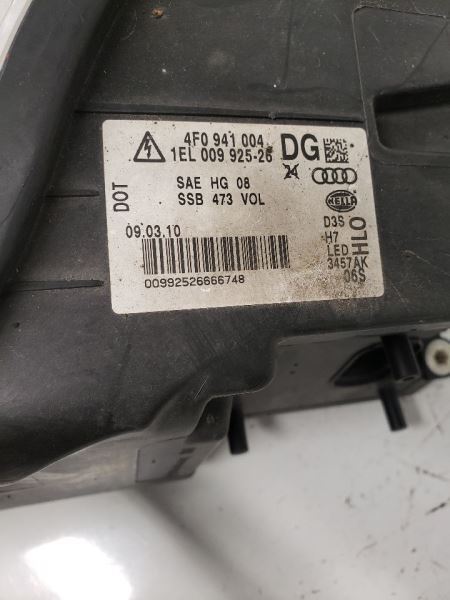 4F0 941 004
DG
1EL 009 925-26
24
DOT
SAE HG 08
SSB 473 VOL
HELLA
09.03.10
D3S
H7
LED
3457AK
06S
HLO
00992526666748